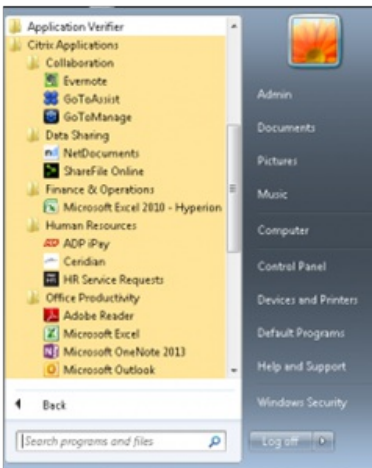 Application Verifier
Citrix Applications
Collaboration
Evernote
GoToAssist
GoToManage
Data Sharing
NetDocuments
ShareFile Online
Finance & Operations
Microsoft Excel 2010 - Hyperion
Human Resources
ADP iPay
Ceridian
HR Service Requests
Office Productivity
Adobe Reader
Microsoft Excel
Microsoft OneNote 2013
Microsoft Outlook
Back
Search programs and files
Admin
Documents
Pictures
Music
Computer
Control Panel
Devices and Printers
Default Programs
Help and Support
Windows Security
Log off